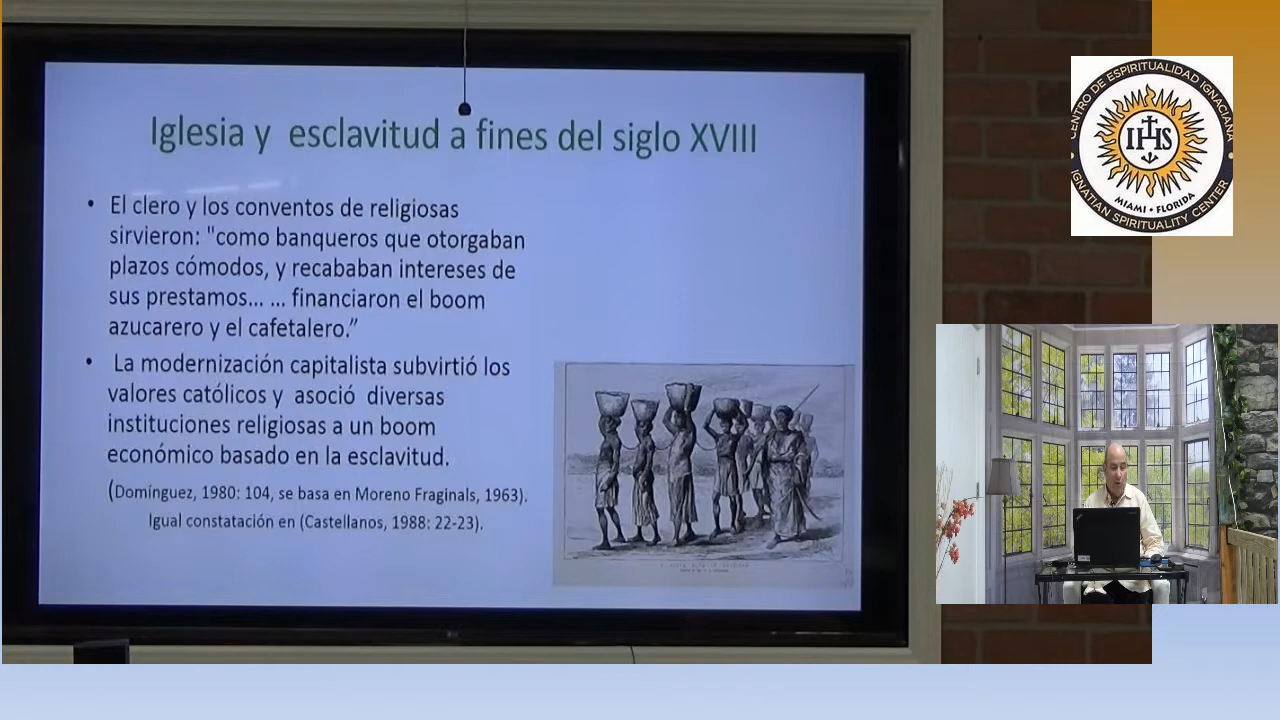 Iglesia y esclavitud a fines del siglo XVIII
• El clero y los conventos de religiosas
sirvieron: "como banqueros que otorgaban
plazos cómodos, y recababan intereses de
sus prestamos... ... financiaron el boom
azucarero y el cafetalero.”
• La modernización capitalista subvirtió los
valores católicos y asoció diversas
instituciones religiosas a un boom
económico basado en la esclavitud.
(Domínguez, 1980: 104, se basa en Moreno Fraginals, 1963).
Igual constatación en (Castellanos, 1988: 22-23).
CENTRO DE ESPIRITUALIDAD IGNACIANA
IHS
MIAMI • FLORIDA
IGNATIAN SPIRITUALITY CENTER